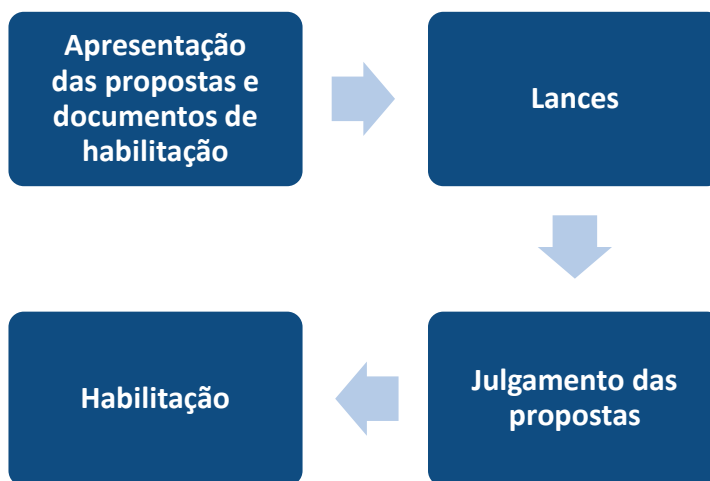 Apresentação
das propostas e
documentos de
habilitação
Lances
Julgamento das
propostas
Habilitação